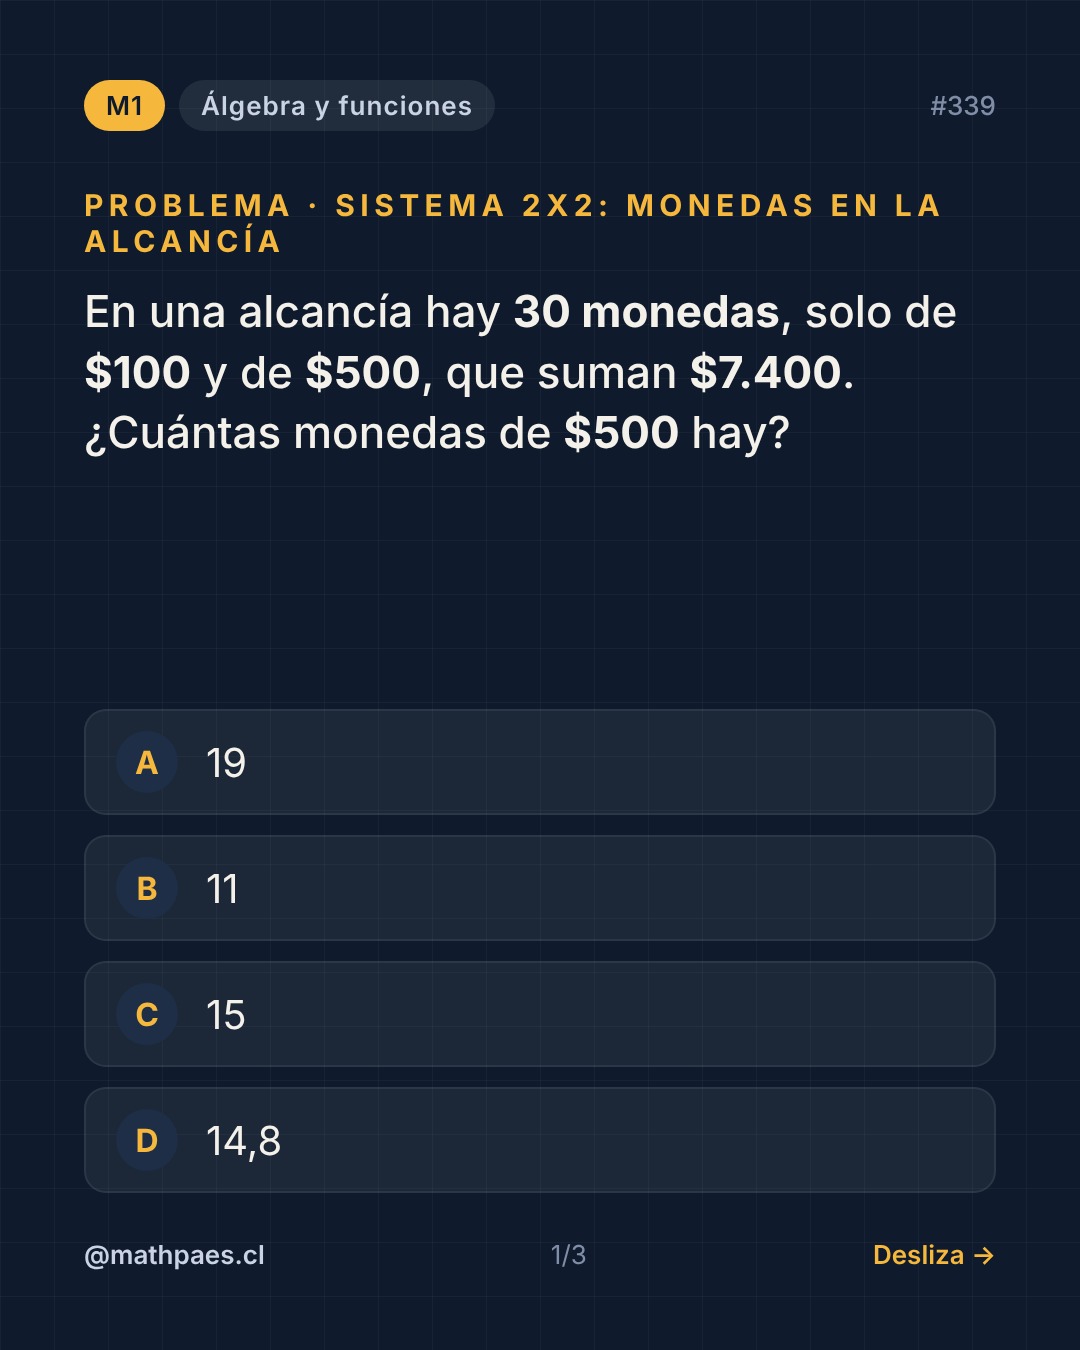 M1 Álgebra y funciones #339
PROBLEMA · SISTEMA 2X2: MONEDAS EN LA
ALCANCÍA
En una alcancía hay 30 monedas, solo de
$100 y de $500, que suman $7.400.
¿Cuántas monedas de $500 hay?
A 19
B 11
C 15
D 14,8
@mathpaes.cl 1/3 Desliza →